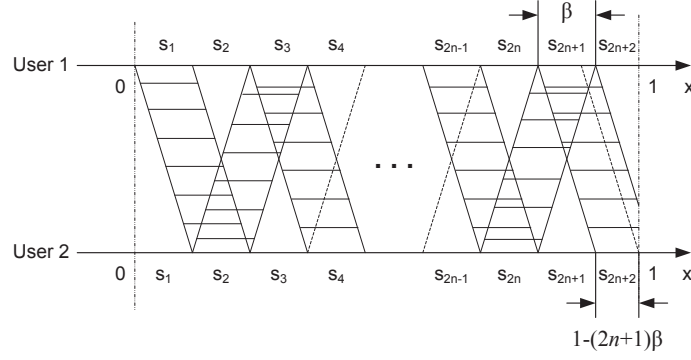 β
s₁ s₂ s₃ s₄ s₂ₙ₋₁ s₂ₙ s₂ₙ₊₁ s₂ₙ₊₂
User 1
0 1 x
. . .
User 2
0 s₁ s₂ s₃ s₄ s₂ₙ₋₁ s₂ₙ s₂ₙ₊₁ s₂ₙ₊₂ 1 x
1-(2n+1)β